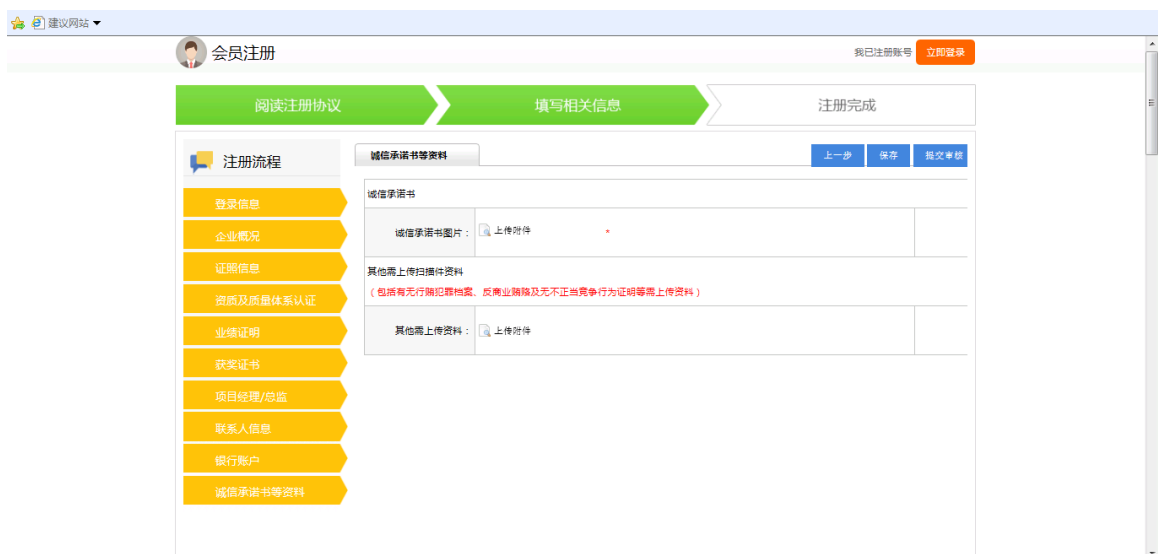 建议网站
会员注册
我已注册账号 立即登录
阅读注册协议 填写相关信息 注册完成
注册流程
登录信息
企业概况
证照信息
资质及质量体系认证
业绩证明
获奖证书
项目经理/总监
联系人信息
银行账户
诚信承诺书等资料
诚信承诺书等资料 上一步 保存 提交审核
诚信承诺书
诚信承诺书图片： 上传附件 *
其他需上传扫描件资料
（包括有无行贿犯罪档案、反商业贿赂及无不正当竞争行为证明等需上传资料）
其他需上传资料： 上传附件